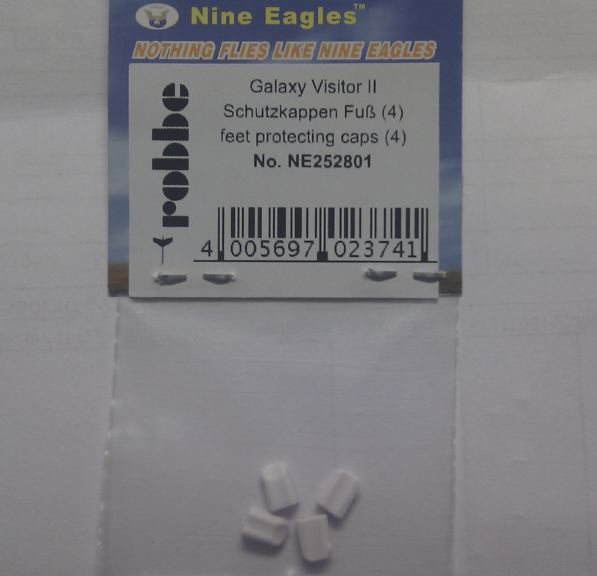 Nine Eagles™
NOTHING FLIES LIKE NINE EAGLES
robbe
Galaxy Visitor II
Schutzkappen Fuß (4)
feet protecting caps (4)
No. NE252801
4 005697 023741